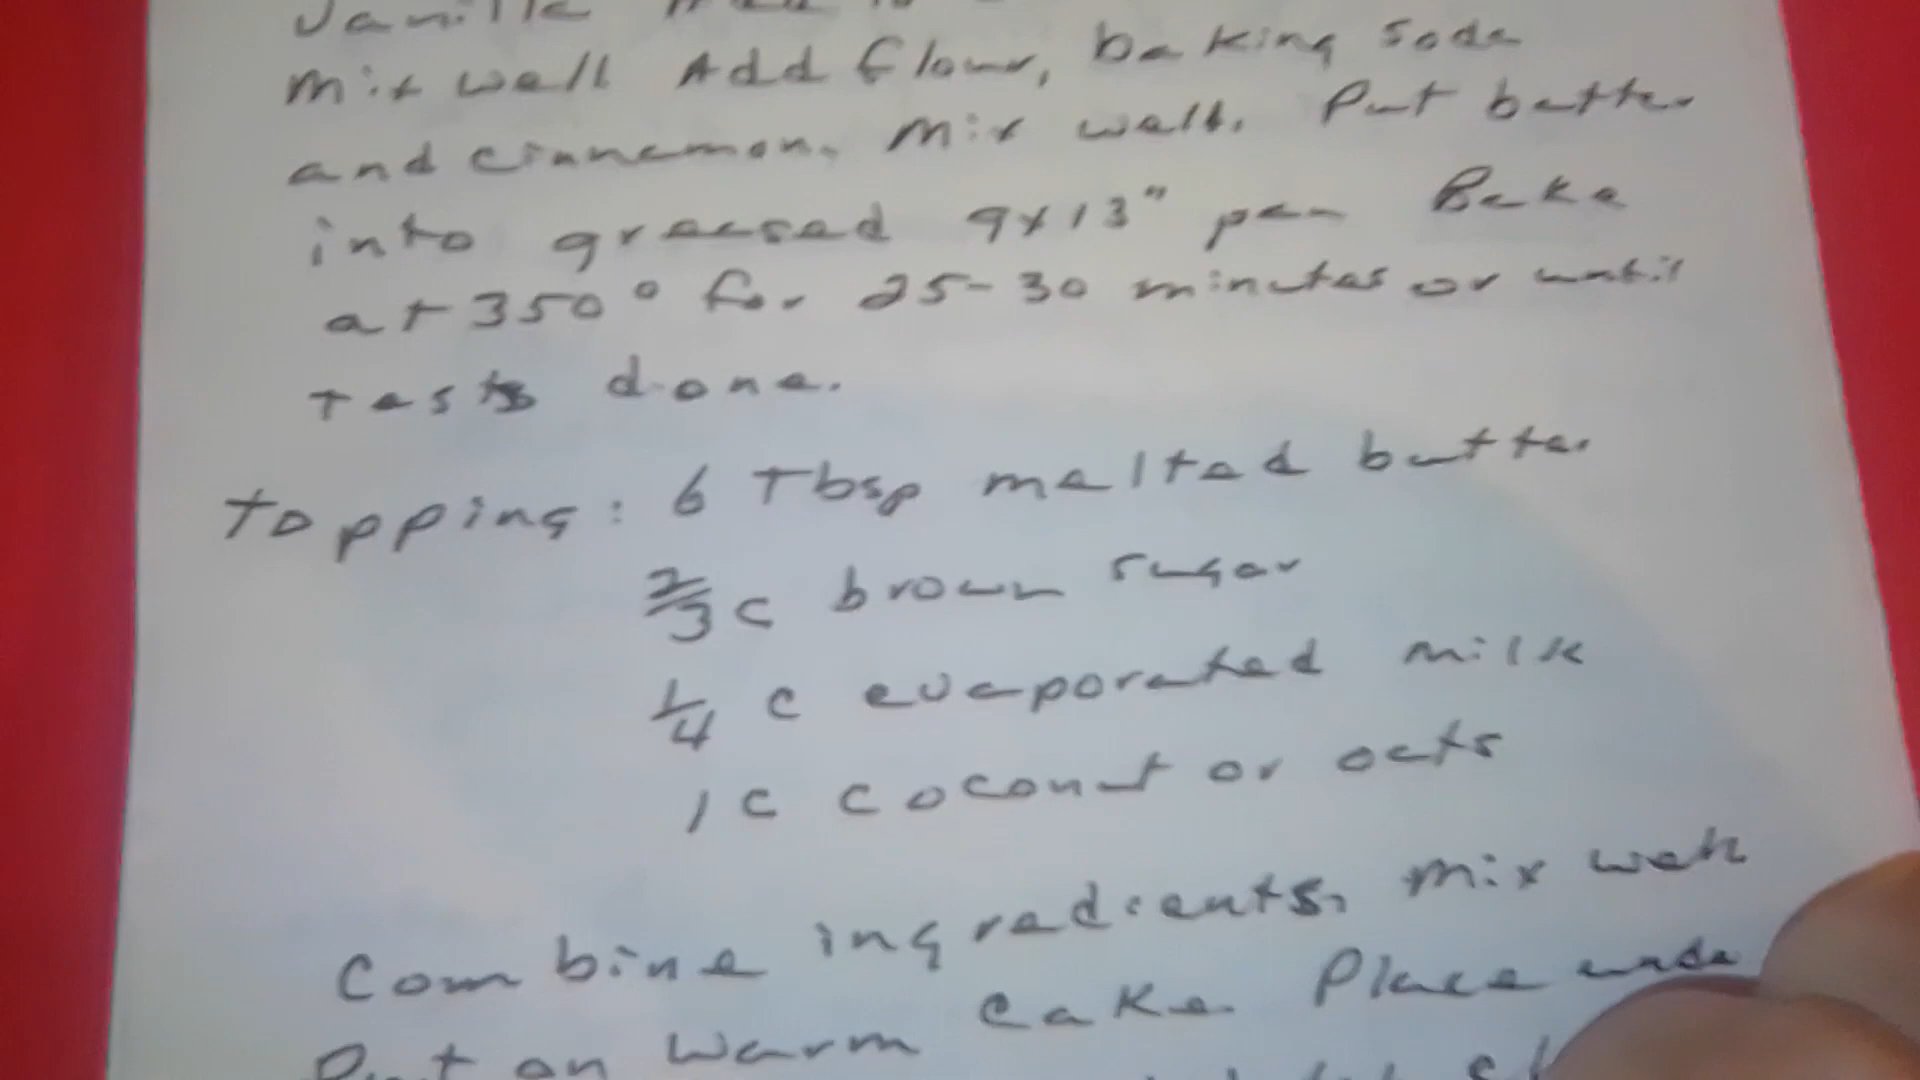 Vanilla
mix well Add flour, baking soda
and cinnamon. Mix well. Put batter
into greased 9x13" pan Bake
at 350° for 25-30 minutes or until
tests done.
topping: 6 Tbsp melted butter
2/3 c brown sugar
1/4 c evaporated milk
1 c coconut or oats
Combine ingredients, mix well
Put on warm cake. Place